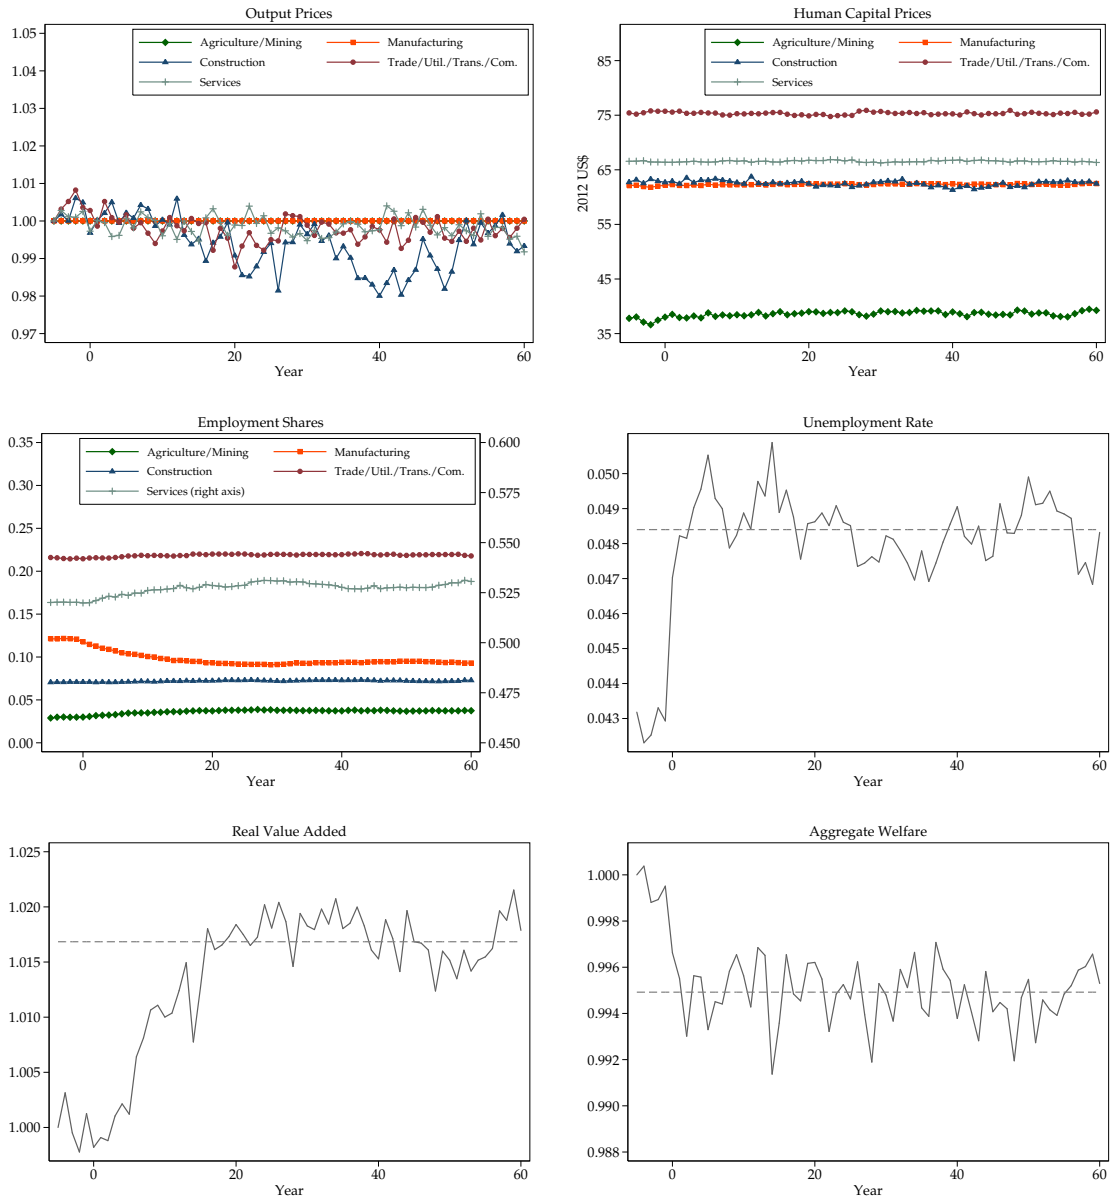 Output Prices
Agriculture/Mining
Manufacturing
Construction
Trade/Util./Trans./Com.
Services
1.05
1.04
1.03
1.02
1.01
1.00
0.99
0.98
0.97
0
20
40
60
Year
Human Capital Prices
Agriculture/Mining
Manufacturing
Construction
Trade/Util./Trans./Com.
Services
2012 US$
85
75
65
55
45
35
0
20
40
60
Year
Employment Shares
Agriculture/Mining
Manufacturing
Construction
Trade/Util./Trans./Com.
Services (right axis)
0.35
0.30
0.25
0.20
0.15
0.10
0.05
0.00
0.600
0.575
0.550
0.525
0.500
0.475
0.450
0
20
40
60
Year
Unemployment Rate
0.050
0.049
0.048
0.047
0.046
0.045
0.044
0.043
0
20
40
60
Year
Real Value Added
1.025
1.020
1.015
1.010
1.005
1.000
0
20
40
60
Year
Aggregate Welfare
1.000
0.998
0.996
0.994
0.992
0.990
0.988
0
20
40
60
Year